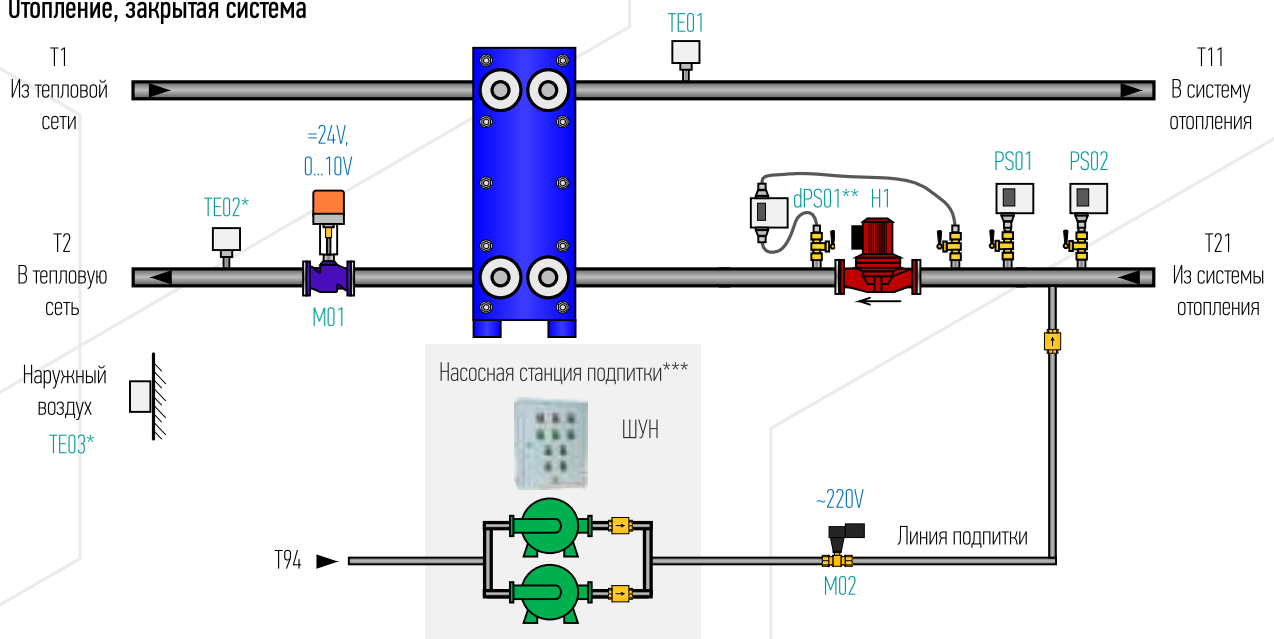 Отопление, закрытая система
TE01
T1
Из тепловой
сети
T11
В систему
отопления
=24V,
0...10V
PS01
PS02
TE02*
dPS01**
H1
T2
В тепловую
сеть
T21
Из системы
отопления
M01
Наружный
воздух
TE03*
Насосная станция подпитки***
ШУН
~220V
Линия подпитки
T94
M02